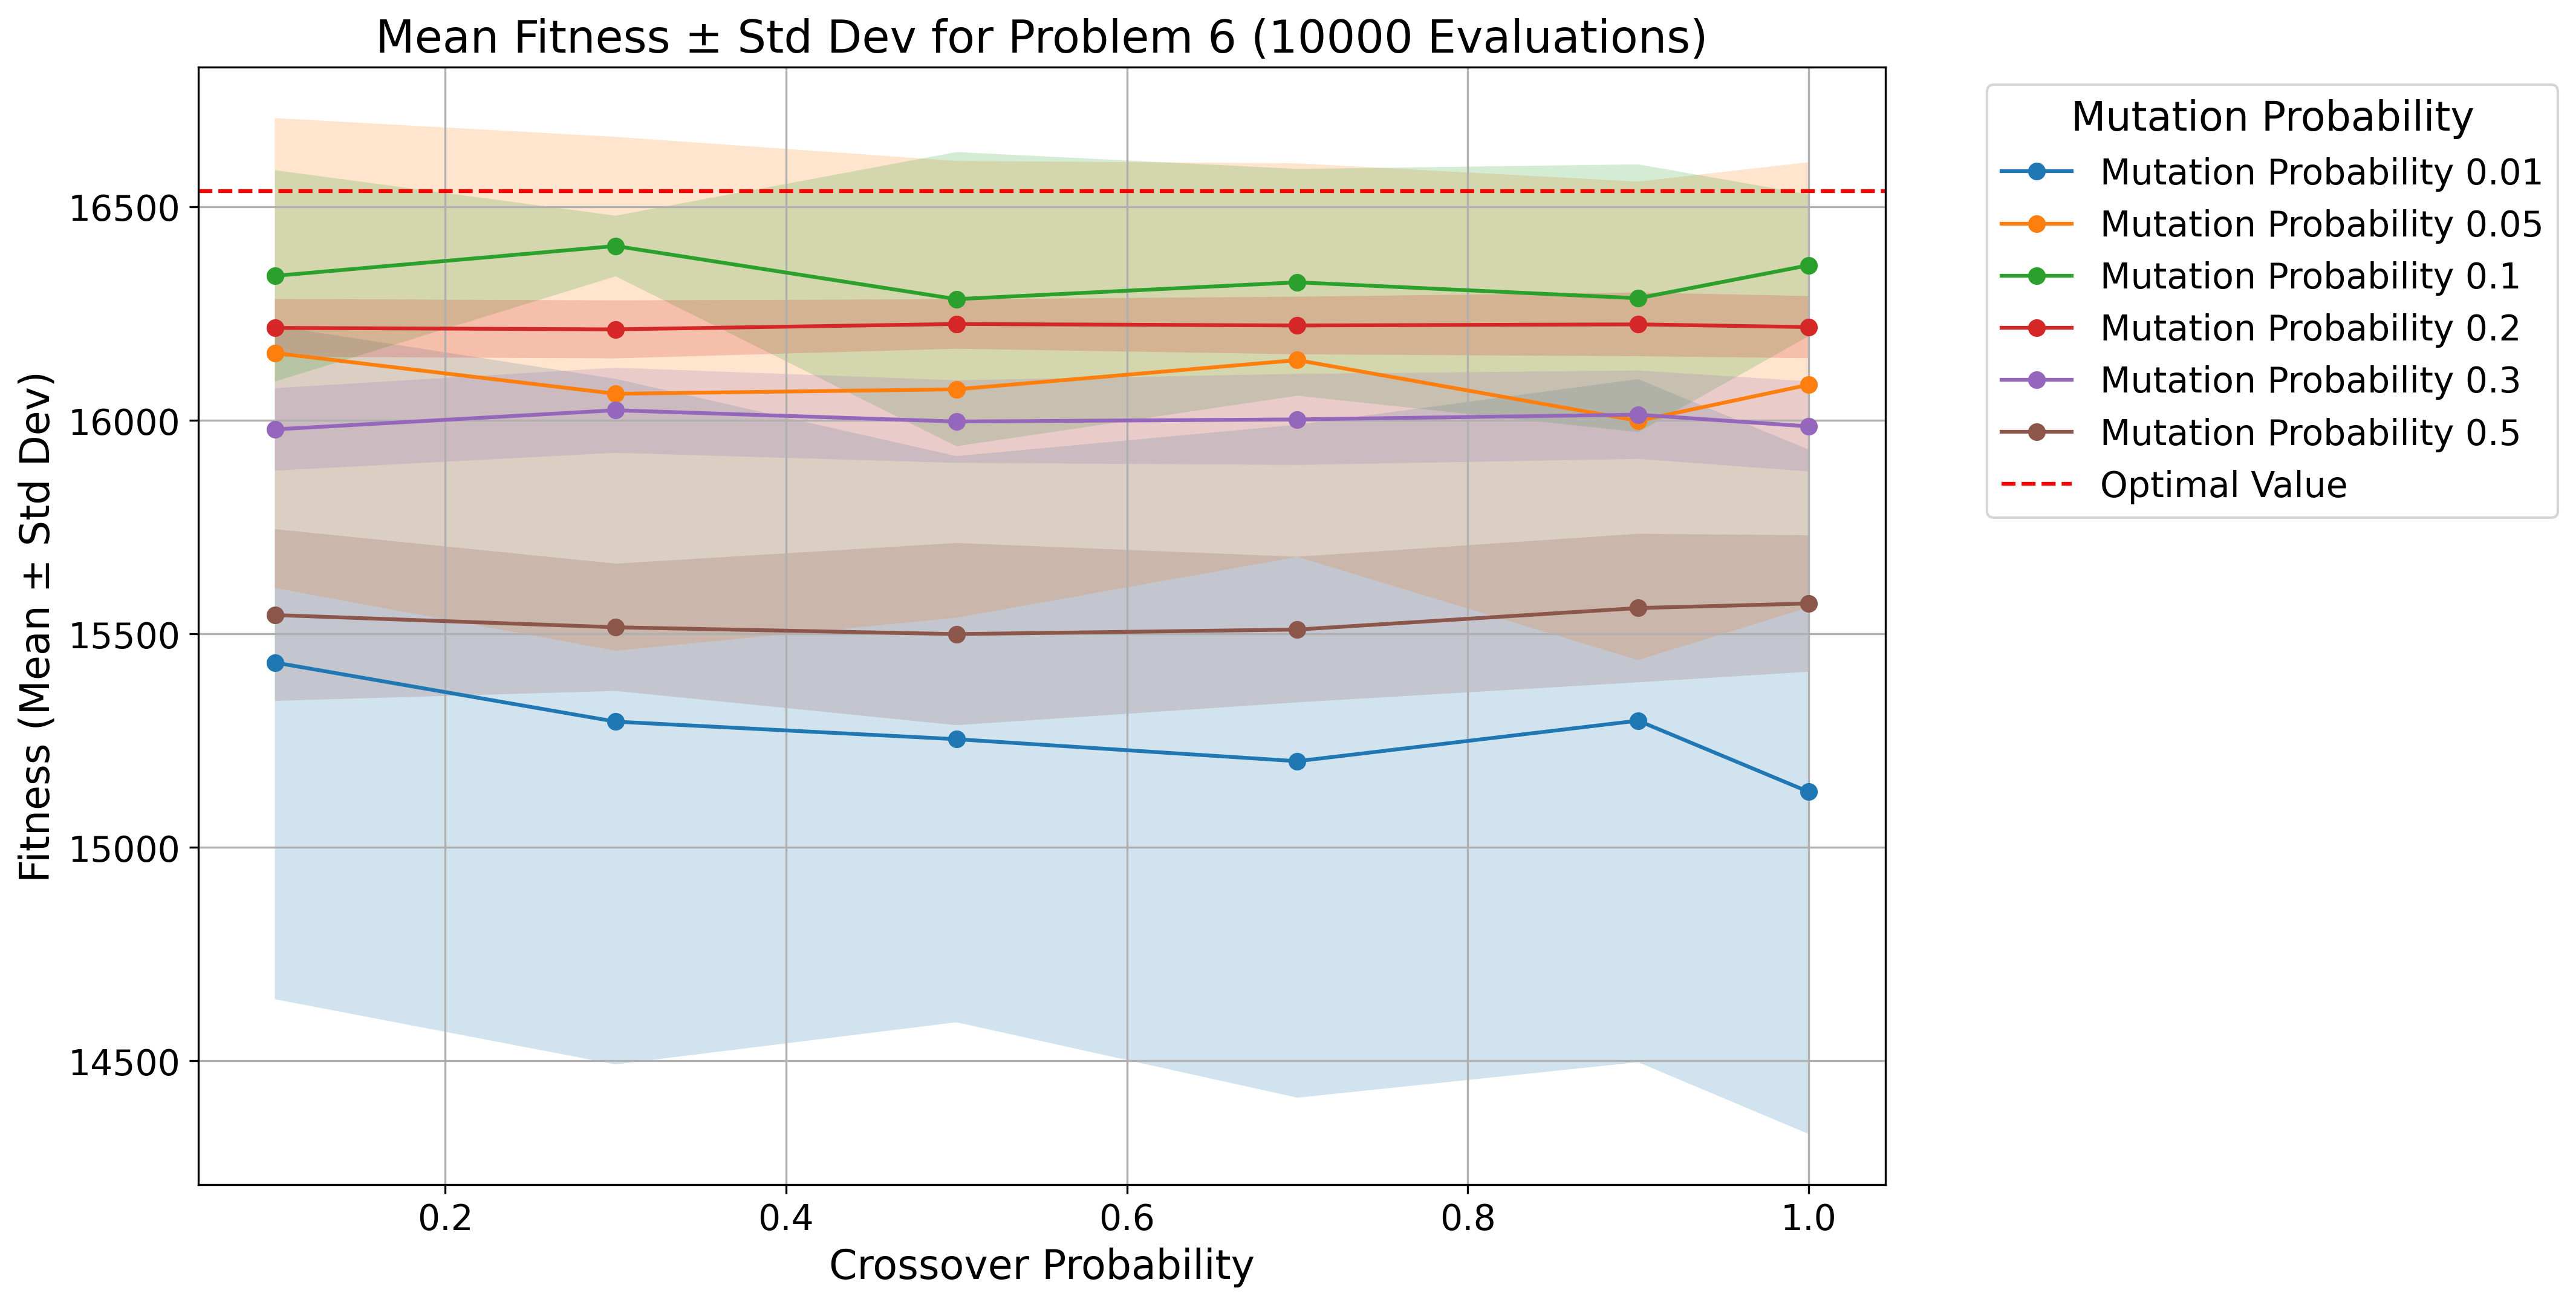 Mean Fitness ± Std Dev for Problem 6 (10000 Evaluations)
Fitness (Mean ± Std Dev)
16500
16000
15500
15000
14500
0.2 0.4 0.6 0.8 1.0
Crossover Probability
Mutation Probability
Mutation Probability 0.01
Mutation Probability 0.05
Mutation Probability 0.1
Mutation Probability 0.2
Mutation Probability 0.3
Mutation Probability 0.5
Optimal Value